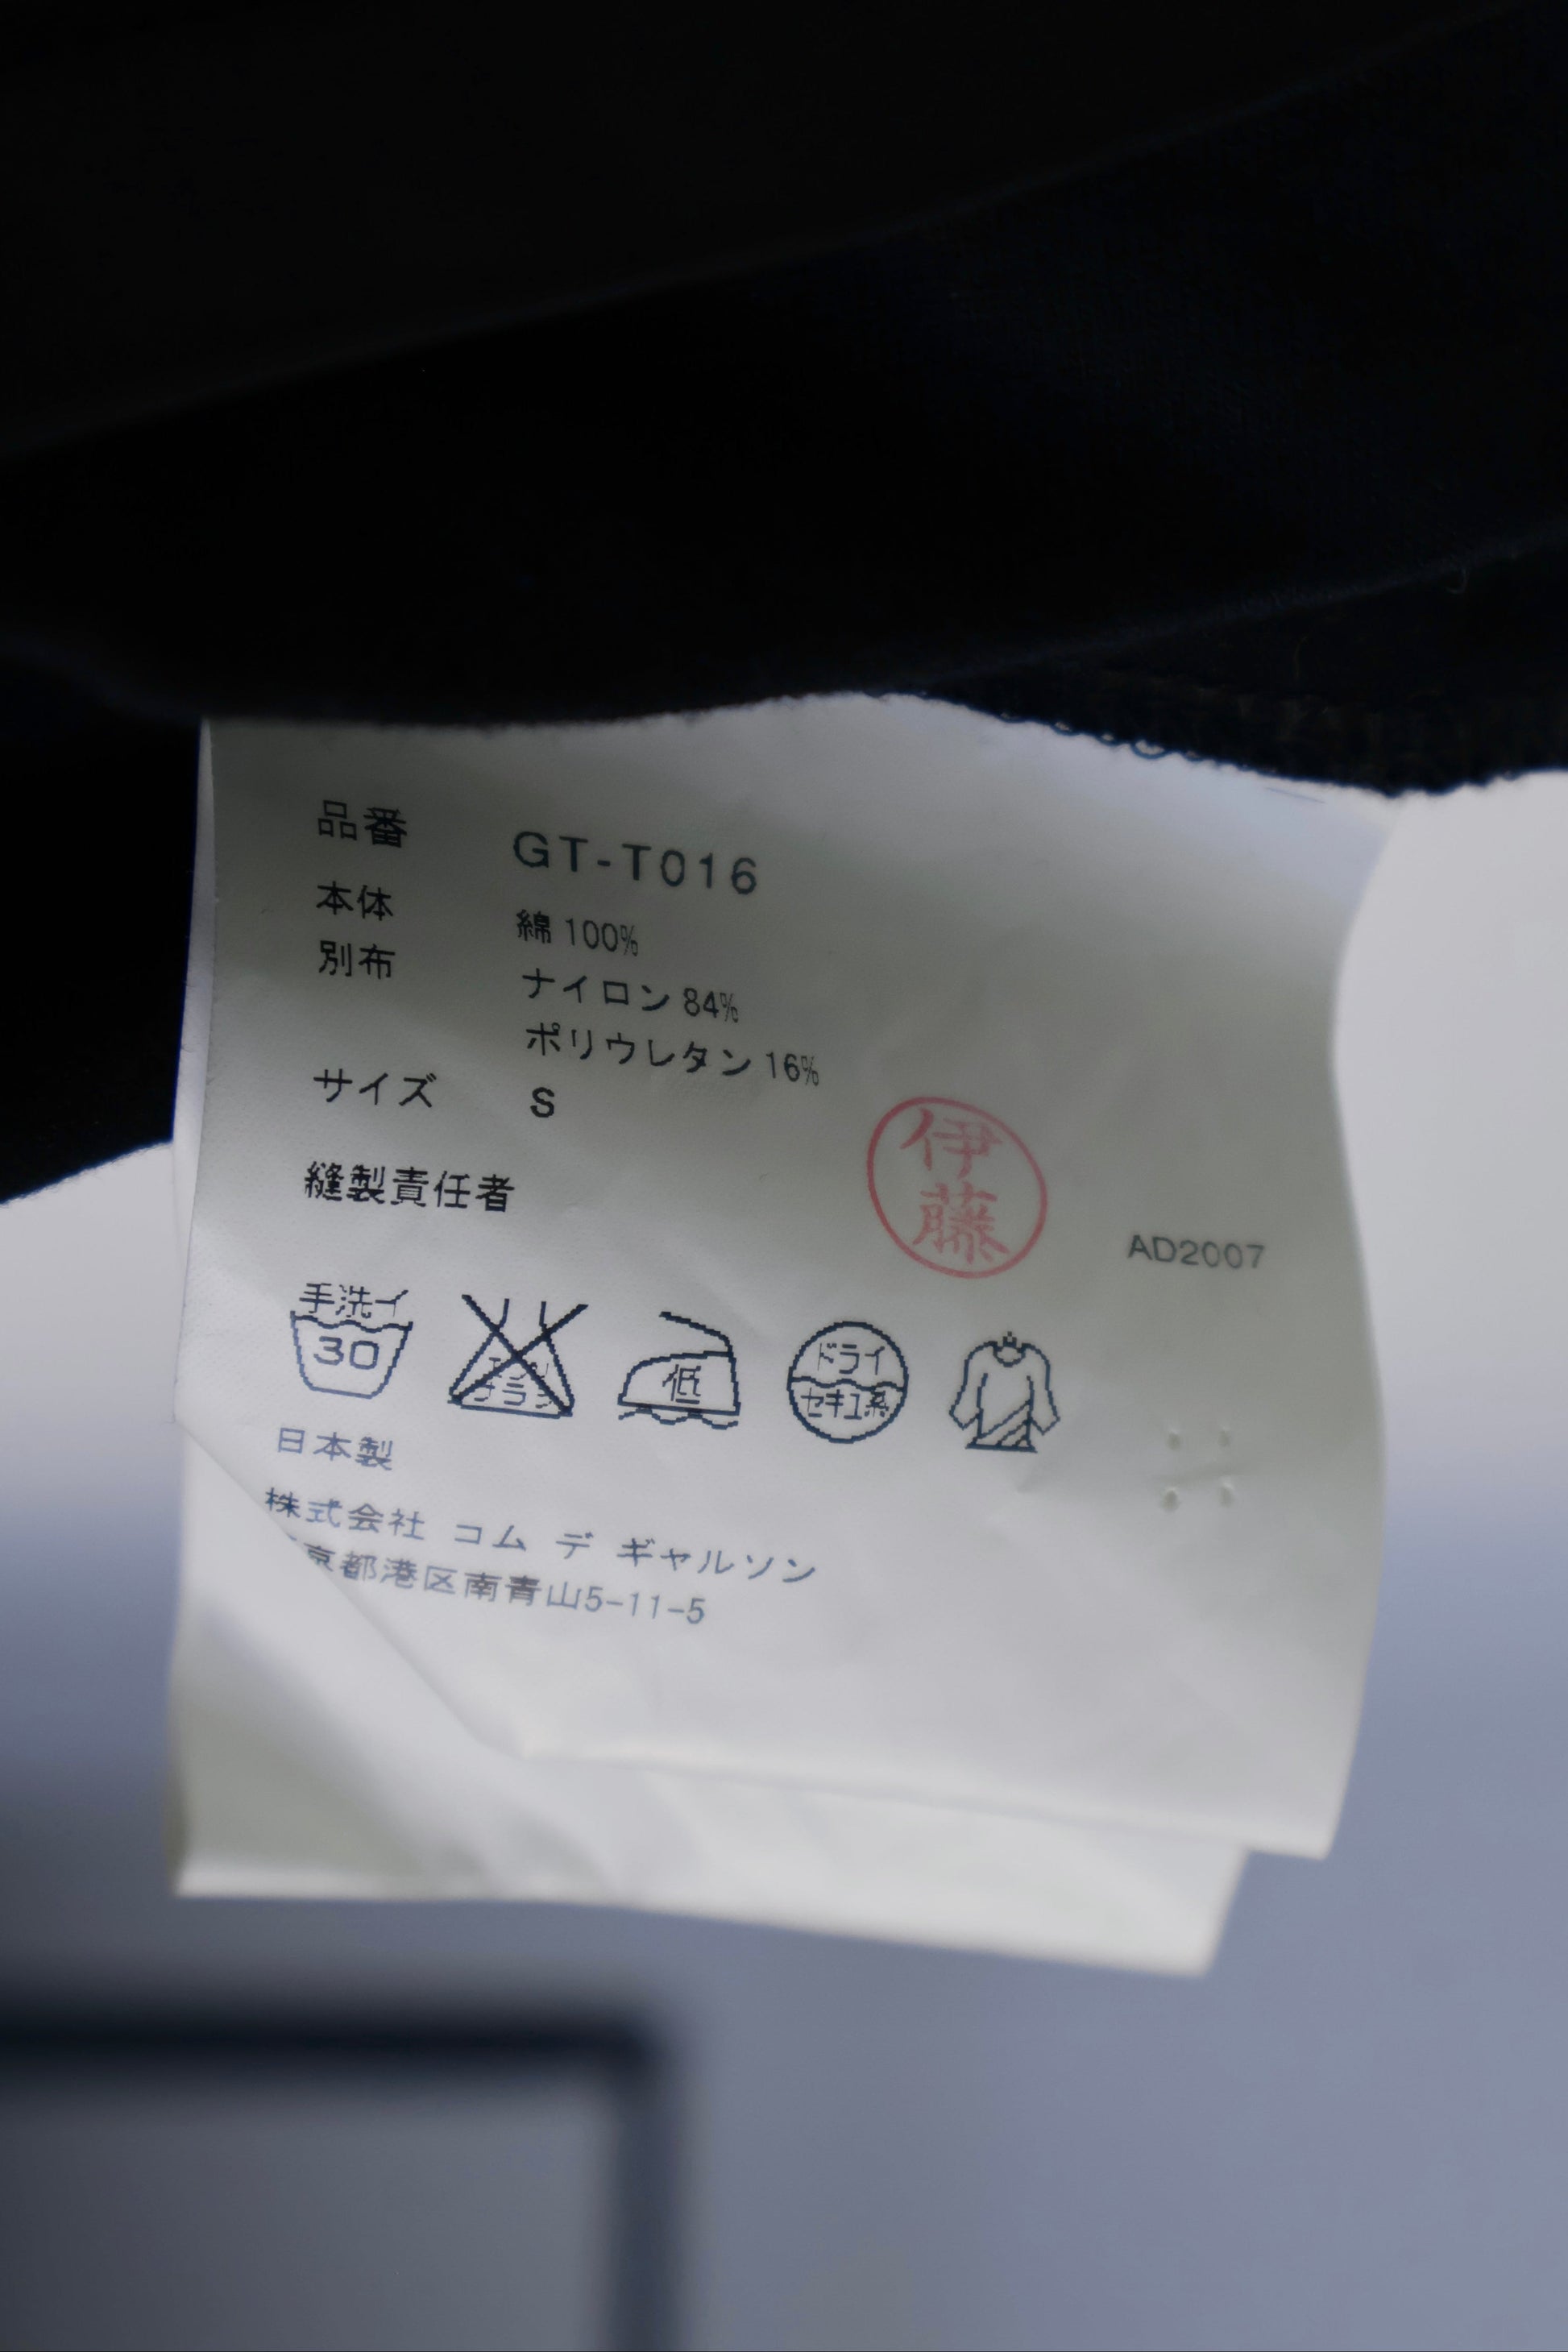 品番 GT-T016
本体 綿 100%
別布 ナイロン 84%
ポリウレタン 16%
サイズ S
縫製責任者 伊藤
AD2007
手洗イ 30
低
ドライ
セキユ系
日本製
株式会社 コム デ ギャルソン
京都港区南青山5-11-5